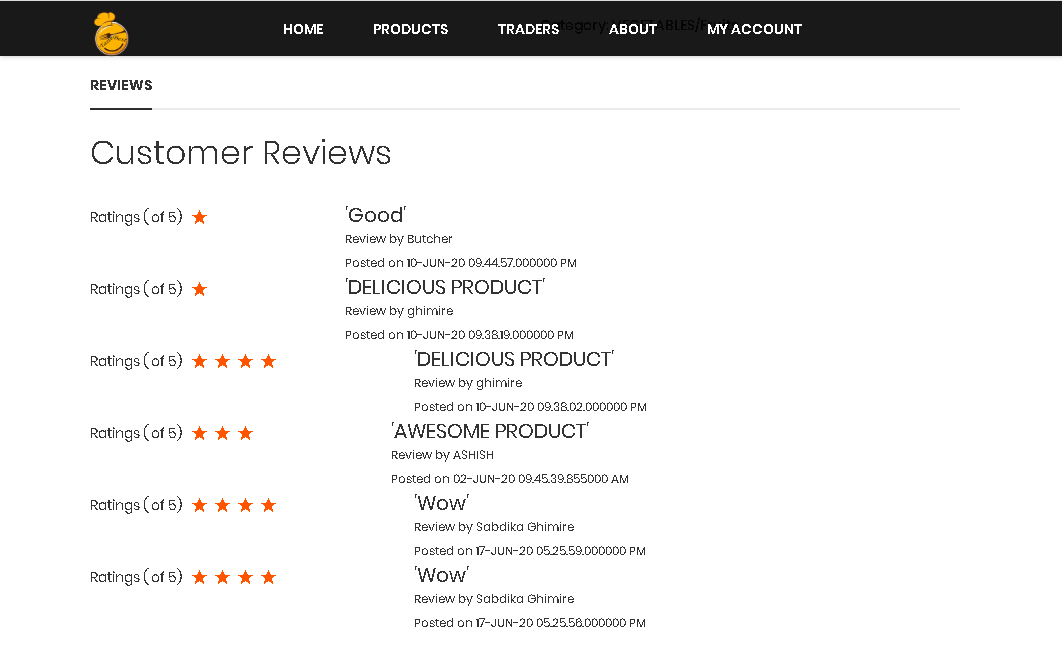 HOME PRODUCTS TRADERS ABOUT MY ACCOUNT
REVIEWS
Customer Reviews
Ratings ( of 5) 'Good'
Review by Butcher
Posted on 10-JUN-20 09.44.57.000000 PM
Ratings ( of 5) 'DELICIOUS PRODUCT'
Review by ghimire
Posted on 10-JUN-20 09.38.19.000000 PM
Ratings ( of 5) 'DELICIOUS PRODUCT'
Review by ghimire
Posted on 10-JUN-20 09.38.02.000000 PM
Ratings ( of 5) 'AWESOME PRODUCT'
Review by ASHISH
Posted on 02-JUN-20 09.45.39.855000 AM
Ratings ( of 5) 'Wow'
Review by Sabdika Ghimire
Posted on 17-JUN-20 05.25.59.000000 PM
Ratings ( of 5) 'Wow'
Review by Sabdika Ghimire
Posted on 17-JUN-20 05.25.56.000000 PM